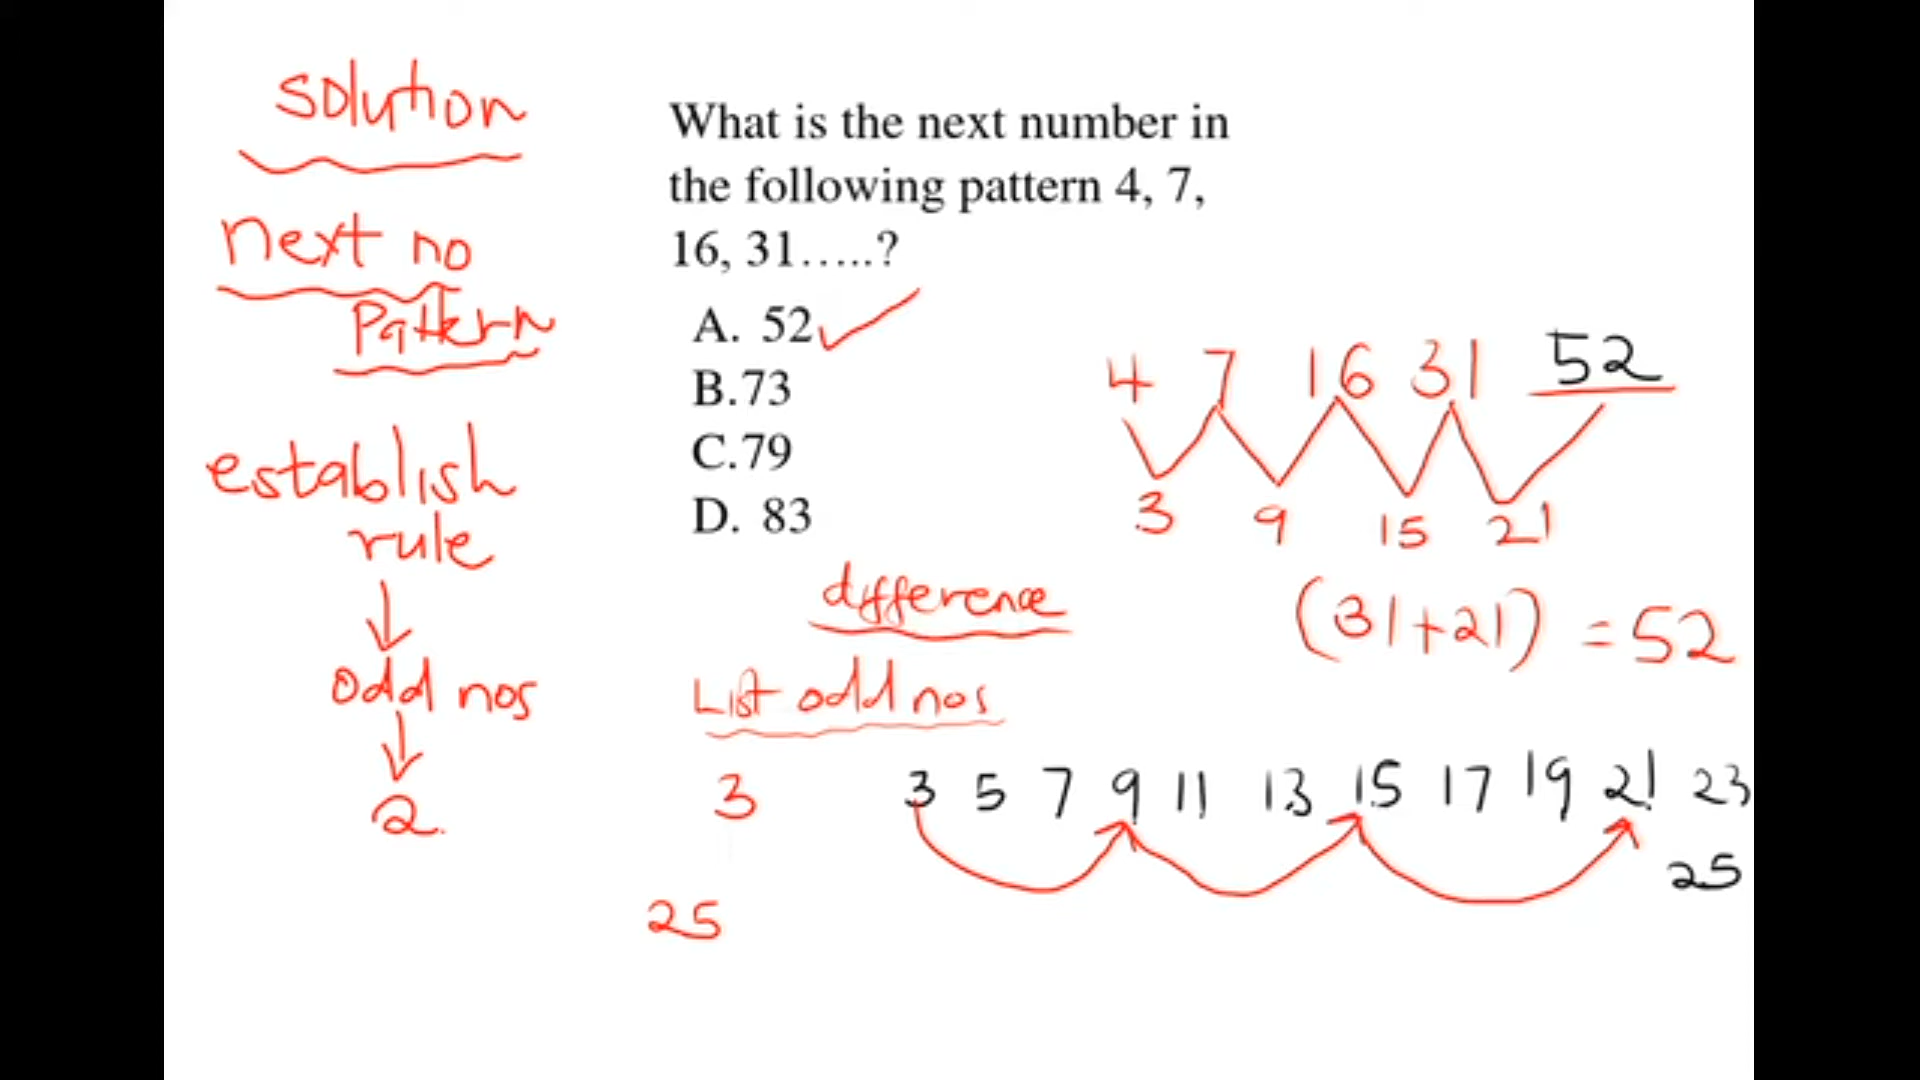 solution
next no
pattern
establish
rule
odd nos
2.
What is the next number in
the following pattern 4, 7,
16, 31.....?
A. 52
B.73
C.79
D. 83
4 7 16 31 52
3 9 15 21
(31+21) = 52
difference
List odd nos
3 3 5 7 9 11 13 15 17 19 21 23
25
25